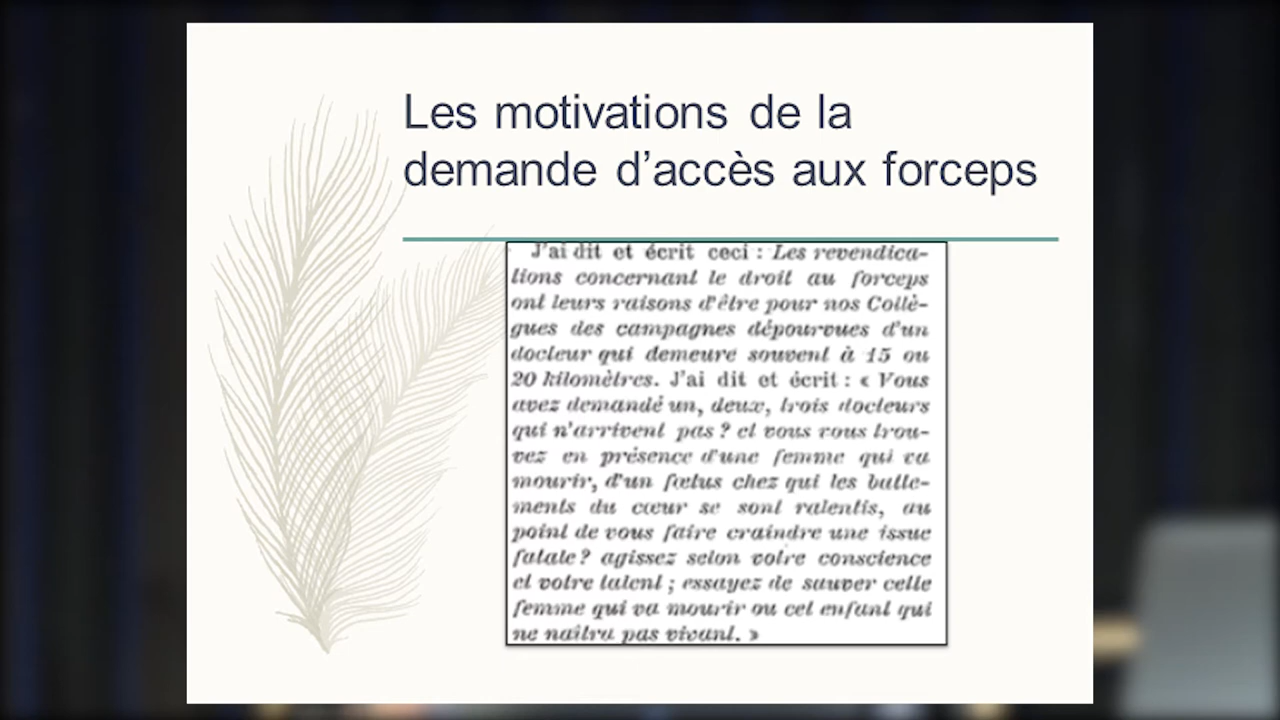 Les motivations de la
demande d’accès aux forceps
J’ai dit et écrit ceci : Les revendica-
tions concernant le droit au forceps
ont leurs raisons d’être pour nos Collè-
gues des campagnes dépourvues d’un
docteur qui demeure souvent à 15 ou
20 kilomètres. J’ai dit et écrit : « Vous
avez demandé un, deux, trois docteurs
qui n’arrivent pas ? et vous vous trou-
vez en présence d’une femme qui va
mourir, d’un fœtus chez qui les batte-
ments du cœur se sont ralentis, au
point de vous faire craindre une issue
fatale ? agissez selon votre conscience
et votre talent ; essayez de sauver cette
femme qui va mourir ou cet enfant qui
ne naîtra pas vivant. »